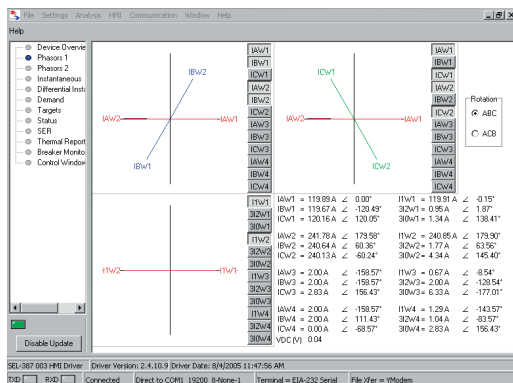 File Settings Analysis HMI Communication Window Help
Help
Device Overvie
Phasors 1
Phasors 2
Instantaneous
Differential Insta
Demand
Targets
Status
SER
Thermal Report
Breaker Monito
Control Window
Disable Update
IBW2
IAW2 IAW1
IBW1
IAW1
IBW1
ICW1
IAW2
IBW2
ICW2
IAW3
IBW3
ICW3
IAW4
IBW4
ICW4
ICW1
IAW2 IAW1
ICW2
IAW1
IBW1
ICW1
IAW2
IBW2
ICW2
IAW3
IBW3
ICW3
IAW4
IBW4
ICW4
Rotation
ABC
ACB
I1W2 I1W1
I1W1
3I2W1
3I0W1
I1W2
3I2W2
3I0W2
I1W3
3I2W3
3I0W3
I1W4
3I2W4
3I0W4
IAW1 = 119.89 A ∠ 0.00° I1W1 = 119.91 A ∠ -0.15°
IBW1 = 119.67 A ∠ -120.49° 3I2W1 = 0.95 A ∠ 1.87°
ICW1 = 120.16 A ∠ 120.05° 3I0W1 = 1.34 A ∠ 138.41°
IAW2 = 241.78 A ∠ 179.58° I1W2 = 240.85 A ∠ 179.90°
IBW2 = 240.64 A ∠ 60.36° 3I2W2 = 1.77 A ∠ 63.56°
ICW2 = 240.13 A ∠ -60.24° 3I0W2 = 4.34 A ∠ 145.40°
IAW3 = 2.00 A ∠ -158.57° I1W3 = 0.67 A ∠ -8.54°
IBW3 = 2.00 A ∠ -158.57° 3I2W3 = 2.00 A ∠ -128.54°
ICW3 = 2.83 A ∠ 156.43° 3I0W3 = 6.33 A ∠ -177.01°
IAW4 = 2.00 A ∠ -158.57° I1W4 = 1.29 A ∠ -143.57°
IBW4 = 2.00 A ∠ 111.43° 3I2W4 = 1.04 A ∠ -83.57°
ICW4 = 0.00 A ∠ -68.57° 3I0W4 = 2.83 A ∠ 156.43°
VDC (V) 0.04
SEL-387 003 HMI Driver Driver Version: 2.4.10.9 Driver Date: 8/4/2005 11:47:56 AM
TXD RXD Connected Direct to COM1 19200 8-None-1 Terminal = EIA-232 Serial File Xfer = YModem